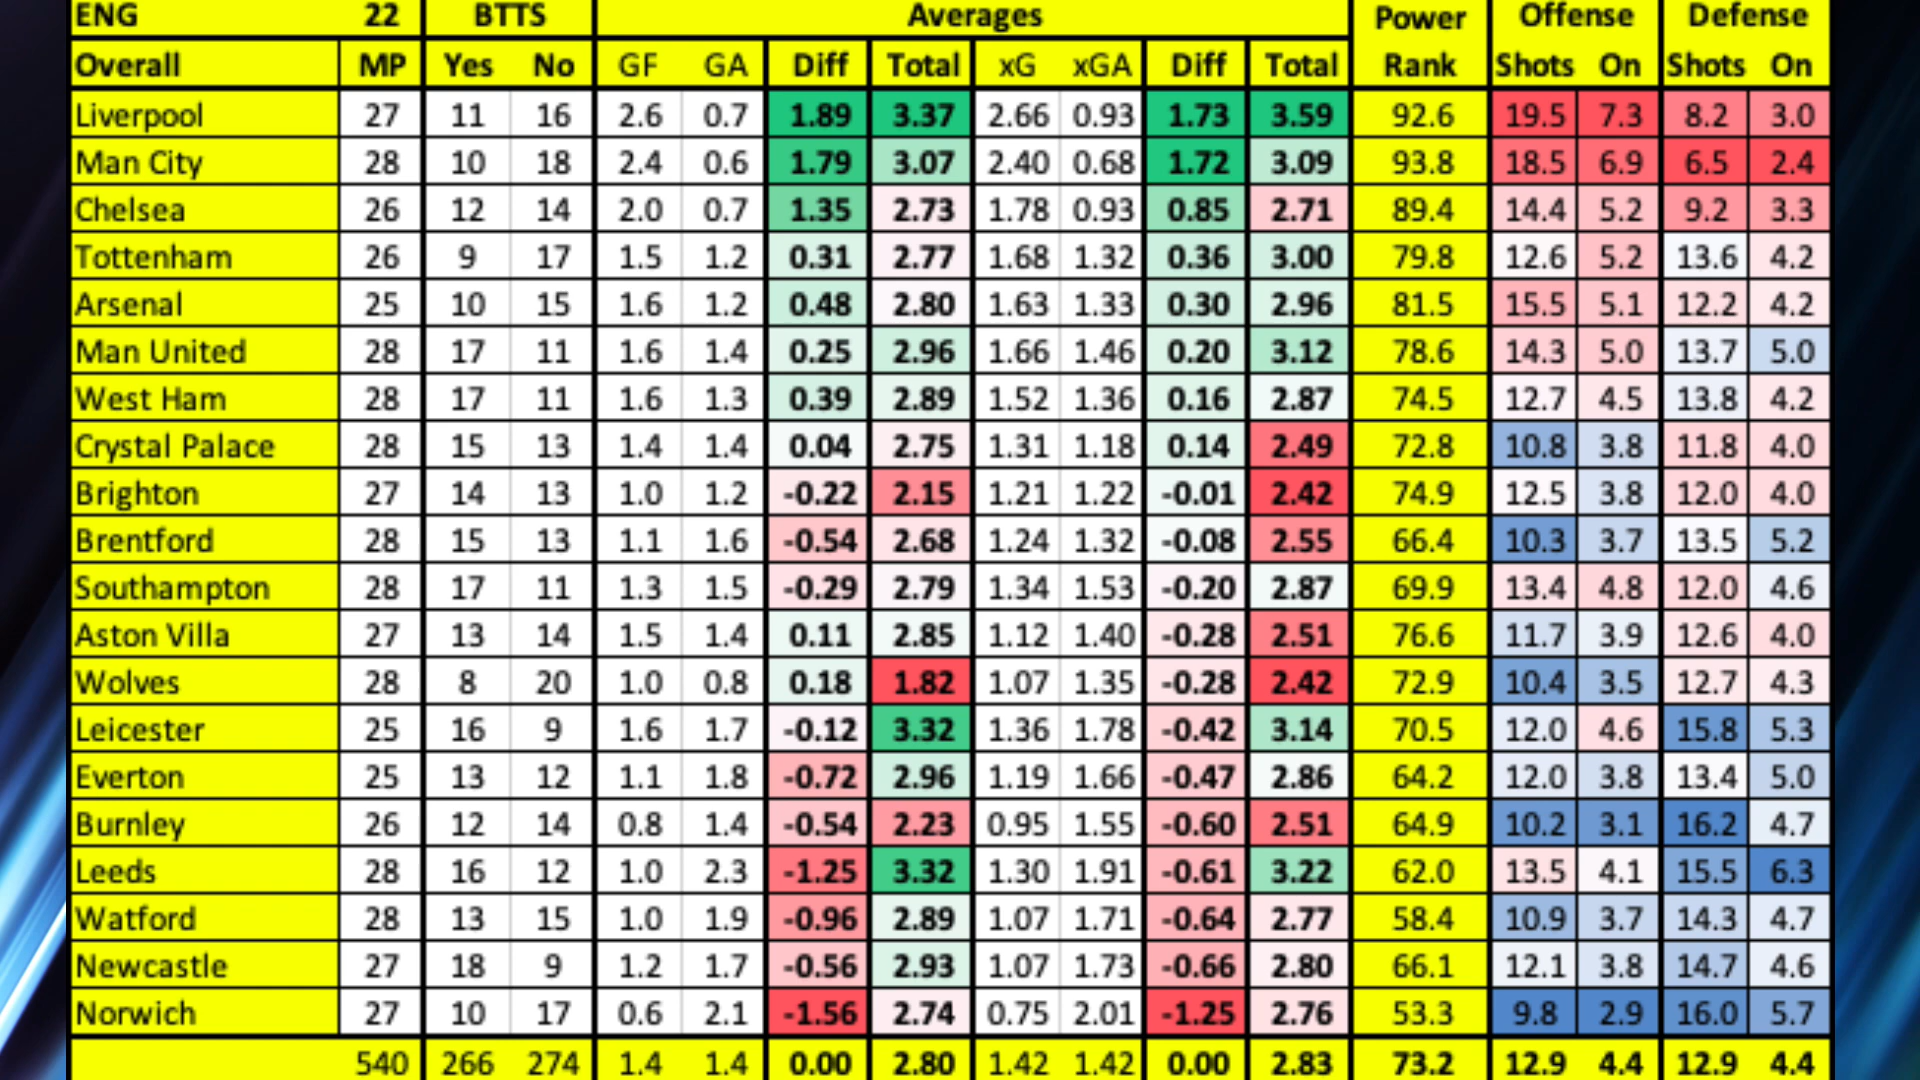 ENG 22 BTTS Averages Power Offense Defense
Overall MP Yes No GF GA Diff Total xG xGA Diff Total Rank Shots On Shots On
Liverpool 27 11 16 2.6 0.7 1.89 3.37 2.66 0.93 1.73 3.59 92.6 19.5 7.3 8.2 3.0
Man City 28 10 18 2.4 0.6 1.79 3.07 2.40 0.68 1.72 3.09 93.8 18.5 6.9 6.5 2.4
Chelsea 26 12 14 2.0 0.7 1.35 2.73 1.78 0.93 0.85 2.71 89.4 14.4 5.2 9.2 3.3
Tottenham 26 9 17 1.5 1.2 0.31 2.77 1.68 1.32 0.36 3.00 79.8 12.6 5.2 13.6 4.2
Arsenal 25 10 15 1.6 1.2 0.48 2.80 1.63 1.33 0.30 2.96 81.5 15.5 5.1 12.2 4.2
Man United 28 17 11 1.6 1.4 0.25 2.96 1.66 1.46 0.20 3.12 78.6 14.3 5.0 13.7 5.0
West Ham 28 17 11 1.6 1.3 0.39 2.89 1.52 1.36 0.16 2.87 74.5 12.7 4.5 13.8 4.2
Crystal Palace 28 15 13 1.4 1.4 0.04 2.75 1.31 1.18 0.14 2.49 72.8 10.8 3.8 11.8 4.0
Brighton 27 14 13 1.0 1.2 -0.22 2.15 1.21 1.22 -0.01 2.42 74.9 12.5 3.8 12.0 4.0
Brentford 28 15 13 1.1 1.6 -0.54 2.68 1.24 1.32 -0.08 2.55 66.4 10.3 3.7 13.5 5.2
Southampton 28 17 11 1.3 1.5 -0.29 2.79 1.34 1.53 -0.20 2.87 69.9 13.4 4.8 12.0 4.6
Aston Villa 27 13 14 1.5 1.4 0.11 2.85 1.12 1.40 -0.28 2.51 76.6 11.7 3.9 12.6 4.0
Wolves 28 8 20 1.0 0.8 0.18 1.82 1.07 1.35 -0.28 2.42 72.9 10.4 3.5 12.7 4.3
Leicester 25 16 9 1.6 1.7 -0.12 3.32 1.36 1.78 -0.42 3.14 70.5 12.0 4.6 15.8 5.3
Everton 25 13 12 1.1 1.8 -0.72 2.96 1.19 1.66 -0.47 2.86 64.2 12.0 3.8 13.4 5.0
Burnley 26 12 14 0.8 1.4 -0.54 2.23 0.95 1.55 -0.60 2.51 64.9 10.2 3.1 16.2 4.7
Leeds 28 16 12 1.0 2.3 -1.25 3.32 1.30 1.91 -0.61 3.22 62.0 13.5 4.1 15.5 6.3
Watford 28 13 15 1.0 1.9 -0.96 2.89 1.07 1.71 -0.64 2.77 58.4 10.9 3.7 14.3 4.7
Newcastle 27 18 9 1.2 1.7 -0.56 2.93 1.07 1.73 -0.66 2.80 66.1 12.1 3.8 14.7 4.6
Norwich 27 10 17 0.6 2.1 -1.56 2.74 0.75 2.01 -1.25 2.76 53.3 9.8 2.9 16.0 5.7
540 266 274 1.4 1.4 0.00 2.80 1.42 1.42 0.00 2.83 73.2 12.9 4.4 12.9 4.4